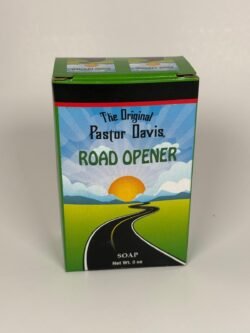 The Original
Pastor Davis
ROAD OPENER
SOAP
Net Wt. 3 oz